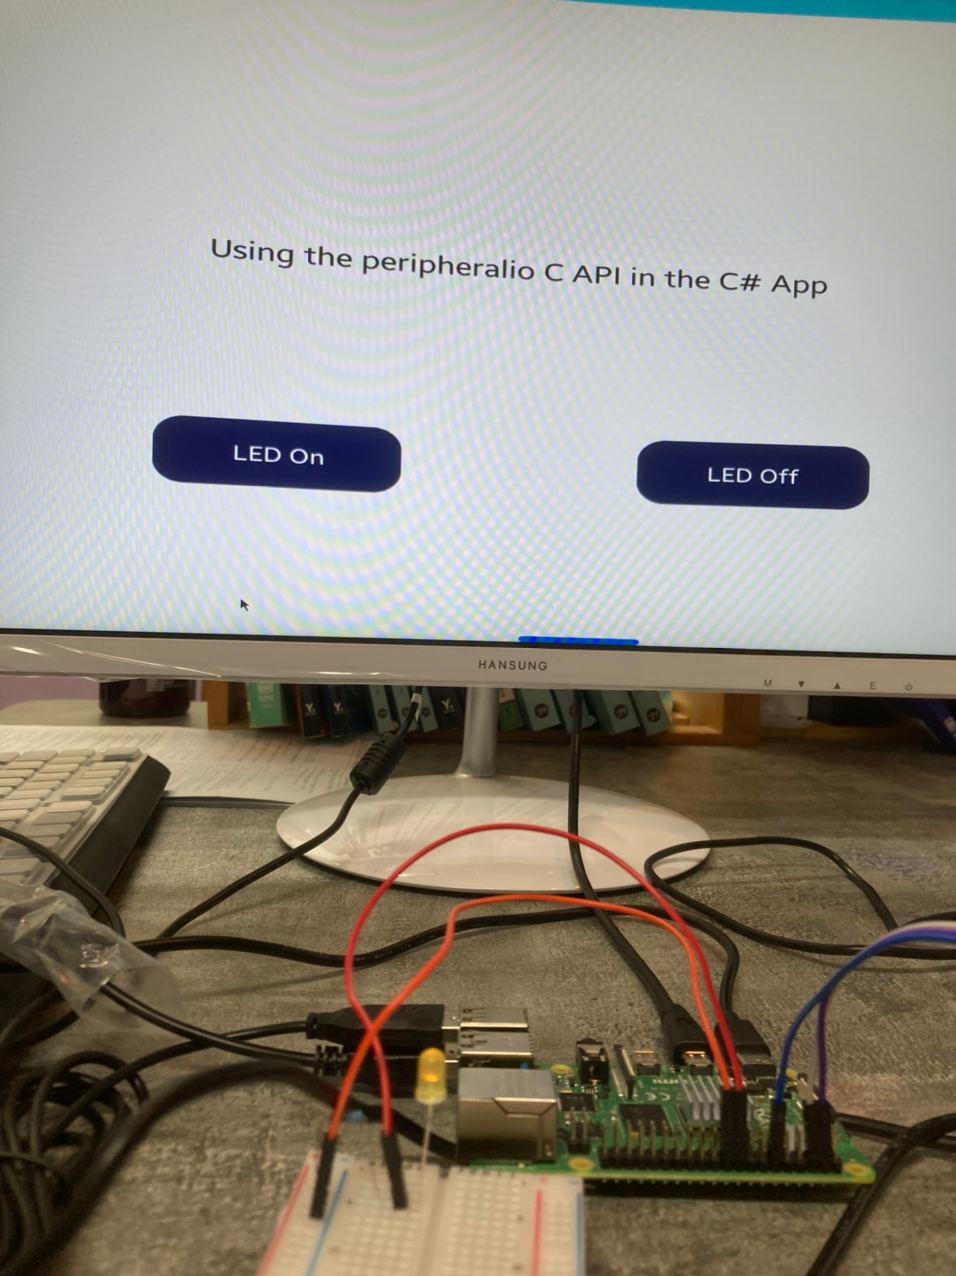 Using the peripheralio C API in the C# App
LED On
LED Off
HANSUNG
M ▼ ▲ E